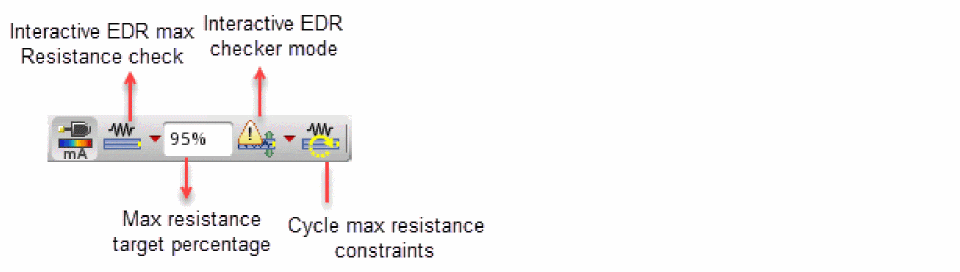 Interactive EDR max
Resistance check
Interactive EDR
checker mode
mA
95%
Max resistance
target percentage
Cycle max resistance
constraints